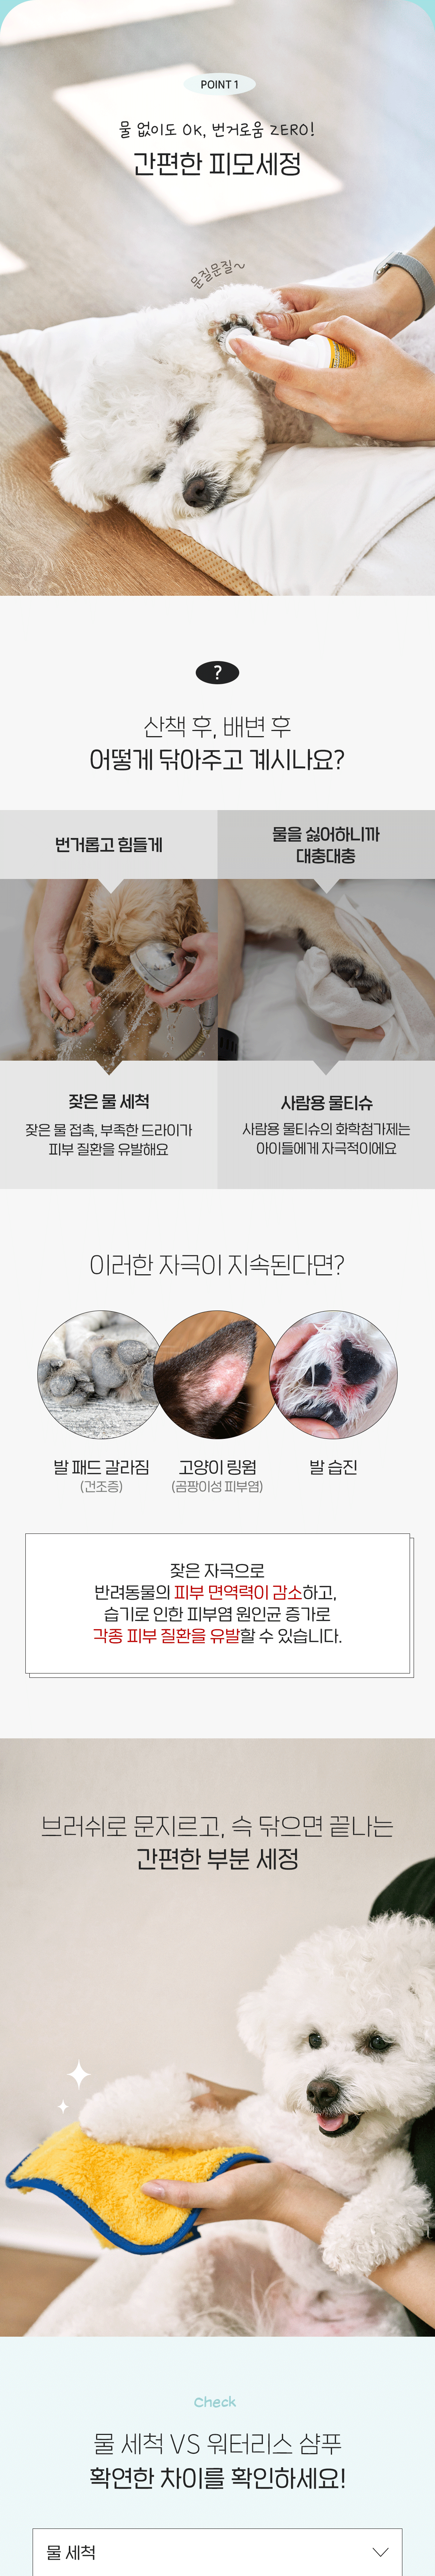 POINT 1
물 없이도 OK, 번거로움 ZERO!
간편한 피모세정
문질문질~
?
산책 후, 배변 후
어떻게 닦아주고 계시나요?
번거롭고 힘들게
물을 싫어하니까
대충대충
잦은 물 세척
잦은 물 접촉, 부족한 드라이가
피부 질환을 유발해요
사람용 물티슈
사람용 물티슈의 화학첨가제는
아이들에게 자극적이에요
이러한 자극이 지속된다면?
발 패드 갈라짐
(건조증)
고양이 링웜
(곰팡이성 피부염)
발 습진
잦은 자극으로
반려동물의 피부 면역력이 감소하고,
습기로 인한 피부염 원인균 증가로
각종 피부 질환을 유발할 수 있습니다.
브러쉬로 문지르고, 슥 닦으면 끝나는
간편한 부분 세정
Check
물 세척 VS 워터리스 샴푸
확연한 차이를 확인하세요!
물 세척